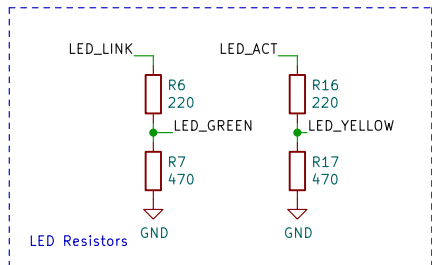 LED_LINK
LED_ACT
R6
220
R16
220
LED_GREEN
LED_YELLOW
R7
470
R17
470
GND
GND
LED Resistors